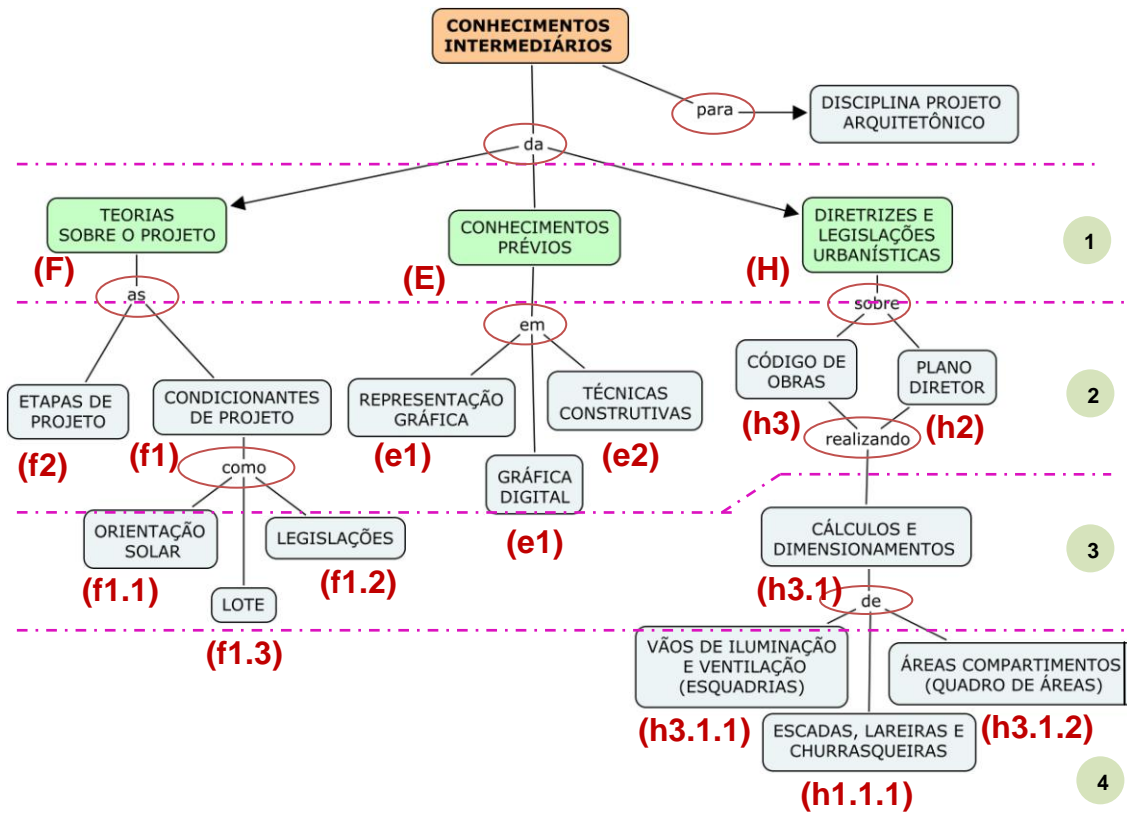 CONHECIMENTOS
INTERMEDIÁRIOS
para
DISCIPLINA PROJETO
ARQUITETÔNICO
da
TEORIAS
SOBRE O PROJETO
(F)
CONHECIMENTOS
PRÉVIOS
(E)
DIRETRIZES E
LEGISLAÇÕES
URBANÍSTICAS
(H)
1
as
em
sobre
ETAPAS DE
PROJETO
(f2)
CONDICIONANTES
DE PROJETO
(f1)
REPRESENTAÇÃO
GRÁFICA
(e1)
TÉCNICAS
CONSTRUTIVAS
(e2)
CÓDIGO DE
OBRAS
(h3)
PLANO
DIRETOR
(h2)
2
como
realizando
GRÁFICA
DIGITAL
(e1)
ORIENTAÇÃO
SOLAR
(f1.1)
LEGISLAÇÕES
(f1.2)
LOTE
(f1.3)
CÁLCULOS E
DIMENSIONAMENTOS
(h3.1)
3
de
VÃOS DE ILUMINAÇÃO
E VENTILAÇÃO
(ESQUADRIAS)
(h3.1.1)
ÁREAS COMPARTIMENTOS
(QUADRO DE ÁREAS)
(h3.1.2)
ESCADAS, LAREIRAS E
CHURRASQUEIRAS
(h1.1.1)
4